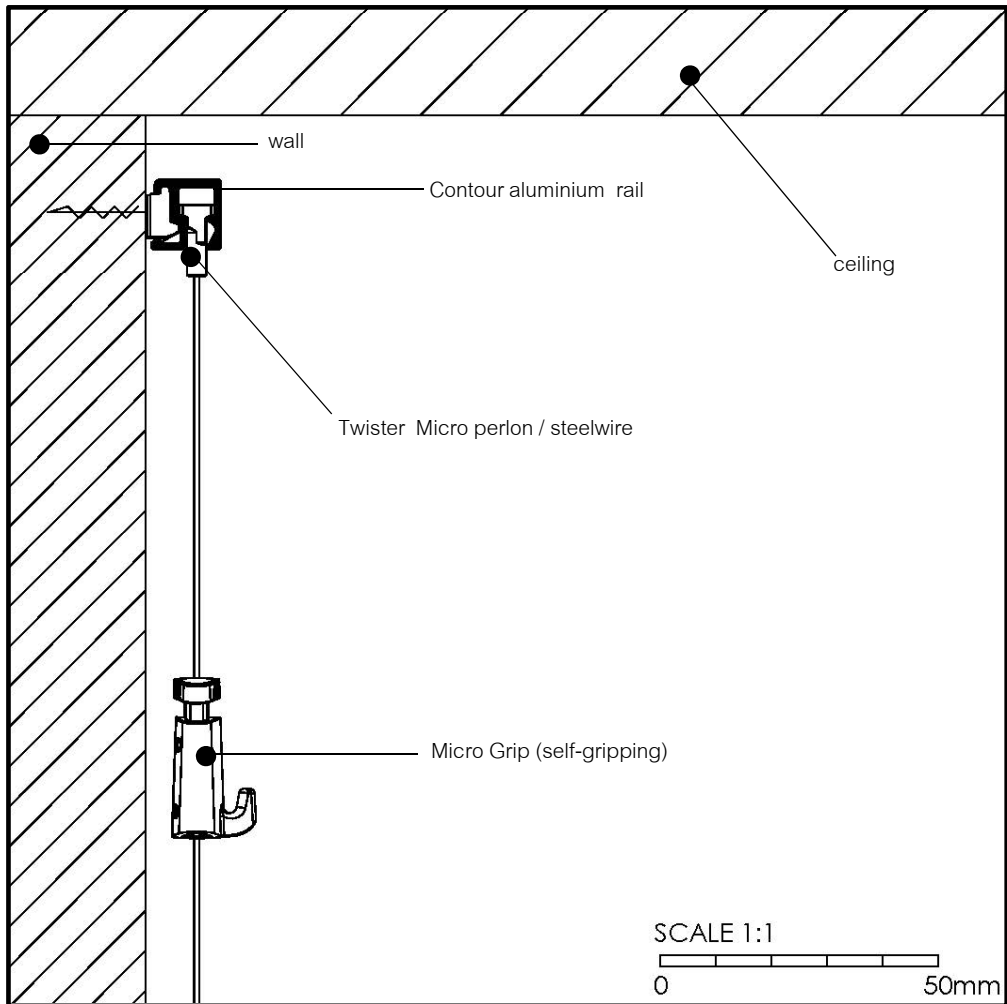 wall
Contour aluminium rail
ceiling
Twister Micro perlon / steelwire
Micro Grip (self-gripping)
SCALE 1:1
0 50mm